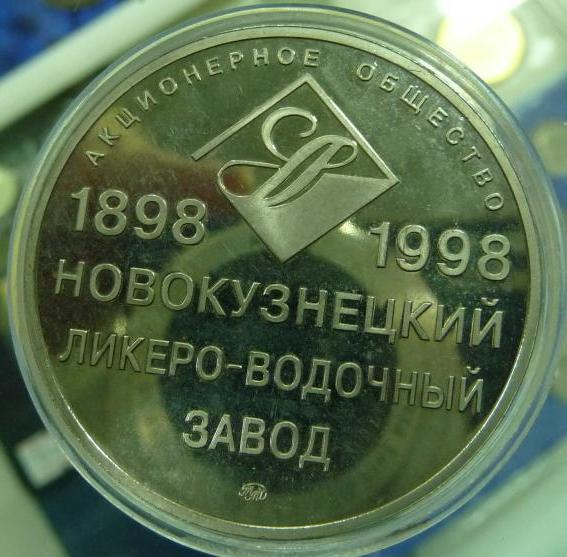 АКЦИОНЕРНОЕ ОБЩЕСТВО
1898 1998
НОВОКУЗНЕЦКИЙ
ЛИКЕРО-ВОДОЧНЫЙ
ЗАВОД